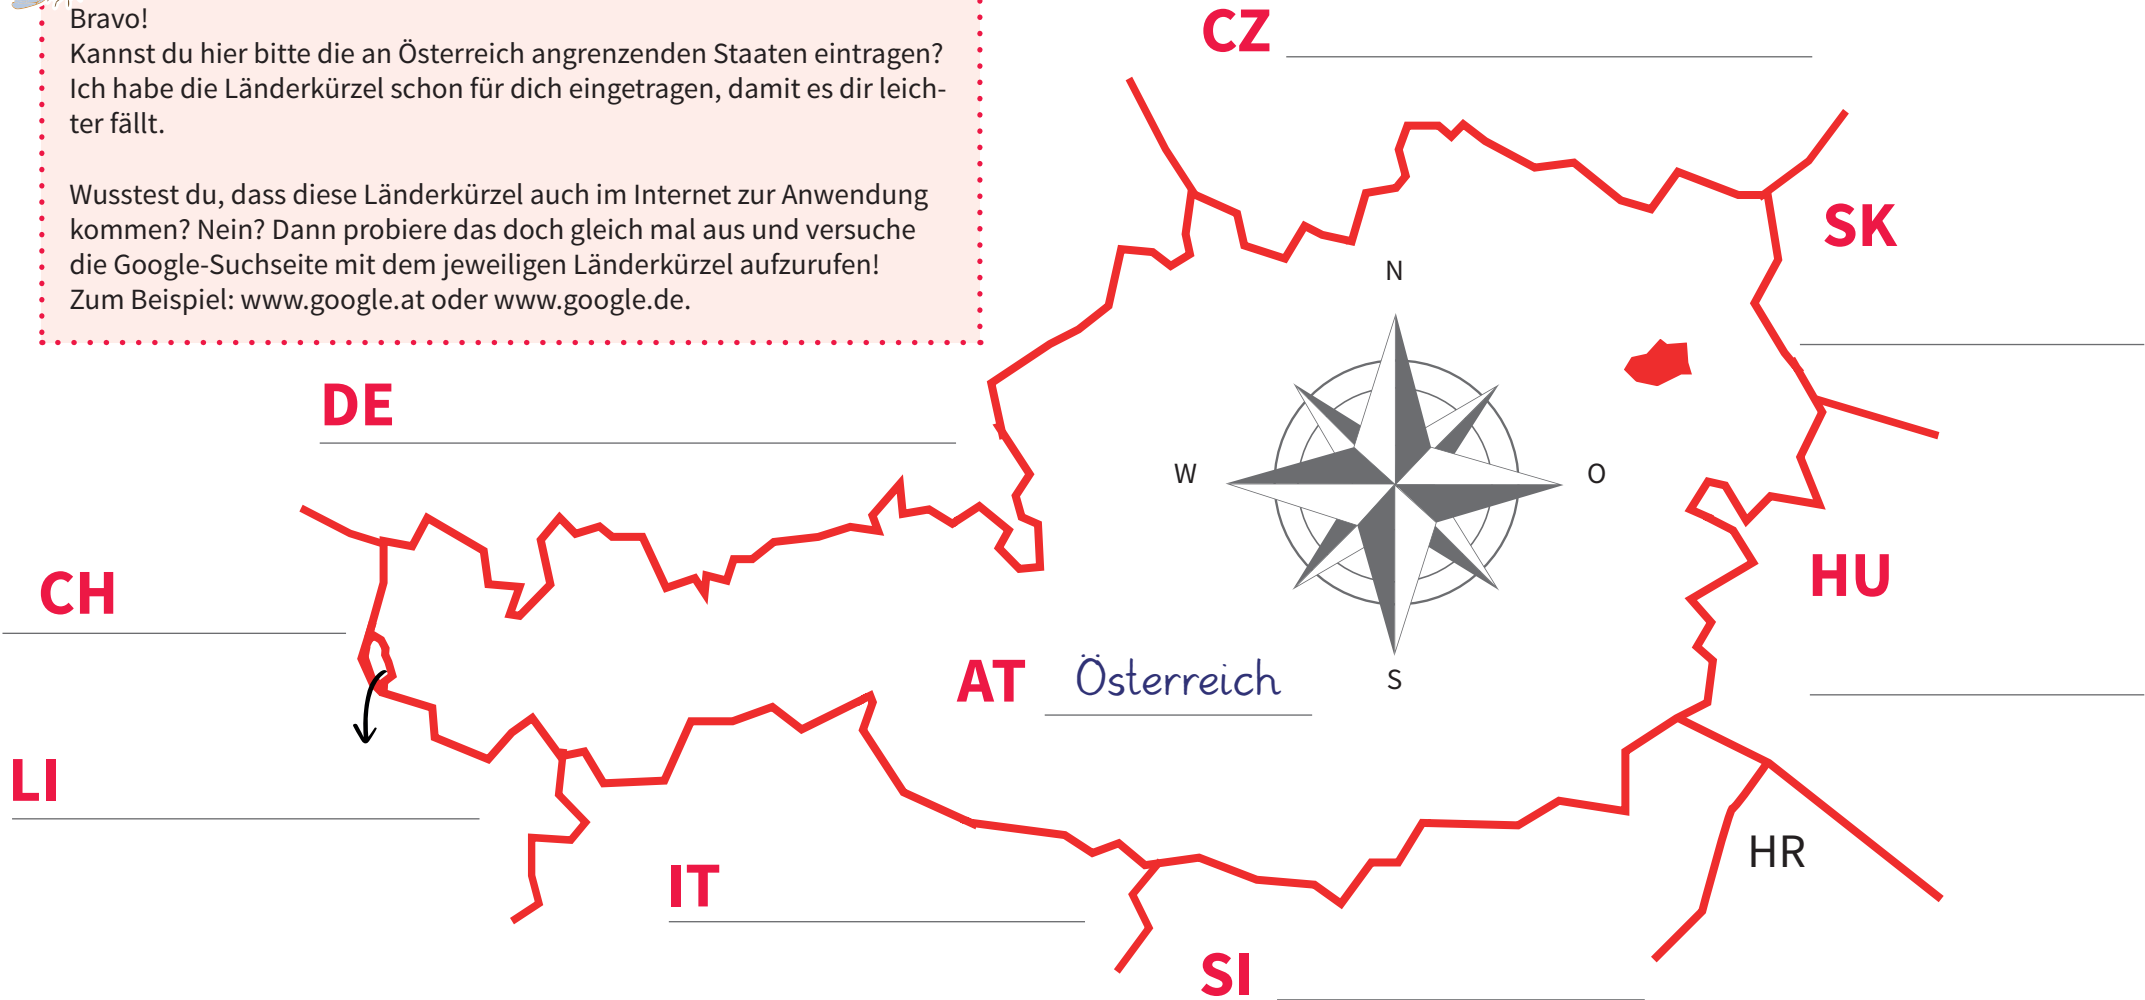 Bravo!
Kannst du hier bitte die an Österreich angrenzenden Staaten eintragen?
Ich habe die Länderkürzel schon für dich eingetragen, damit es dir leich-
ter fällt.
Wusstest du, dass diese Länderkürzel auch im Internet zur Anwendung
kommen? Nein? Dann probiere das doch gleich mal aus und versuche
die Google-Suchseite mit dem jeweiligen Länderkürzel aufzurufen!
Zum Beispiel: www.google.at oder www.google.de.
CZ
SK
N
DE
W
O
CH
HU
AT Österreich
S
LI
HR
IT
SI